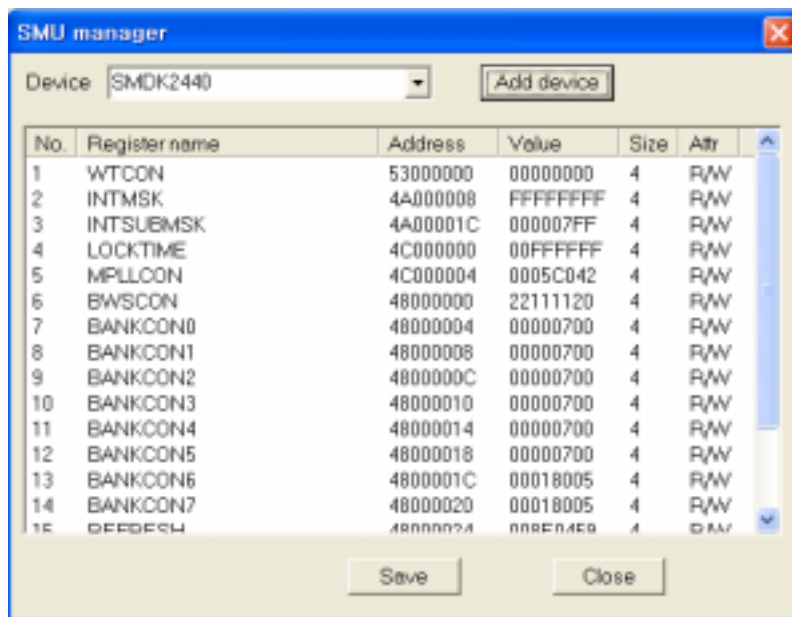 SMU manager
Device SMDK2440 Add device
No. Register name Address Value Size Attr
1 WTCON 53000000 00000000 4 R/W
2 INTMSK 4A000008 FFFFFFFF 4 R/W
3 INTSUBMSK 4A00001C 000007FF 4 R/W
4 LOCKTIME 4C000000 00FFFFFF 4 R/W
5 MPLLCON 4C000004 0005C042 4 R/W
6 BWSCON 48000000 22111120 4 R/W
7 BANKCON0 48000004 00000700 4 R/W
8 BANKCON1 48000008 00000700 4 R/W
9 BANKCON2 4800000C 00000700 4 R/W
10 BANKCON3 48000010 00000700 4 R/W
11 BANKCON4 48000014 00000700 4 R/W
12 BANKCON5 48000018 00000700 4 R/W
13 BANKCON6 4800001C 00018005 4 R/W
14 BANKCON7 48000020 00018005 4 R/W
15 REFRESH 48000024 4 R/W
Save Close